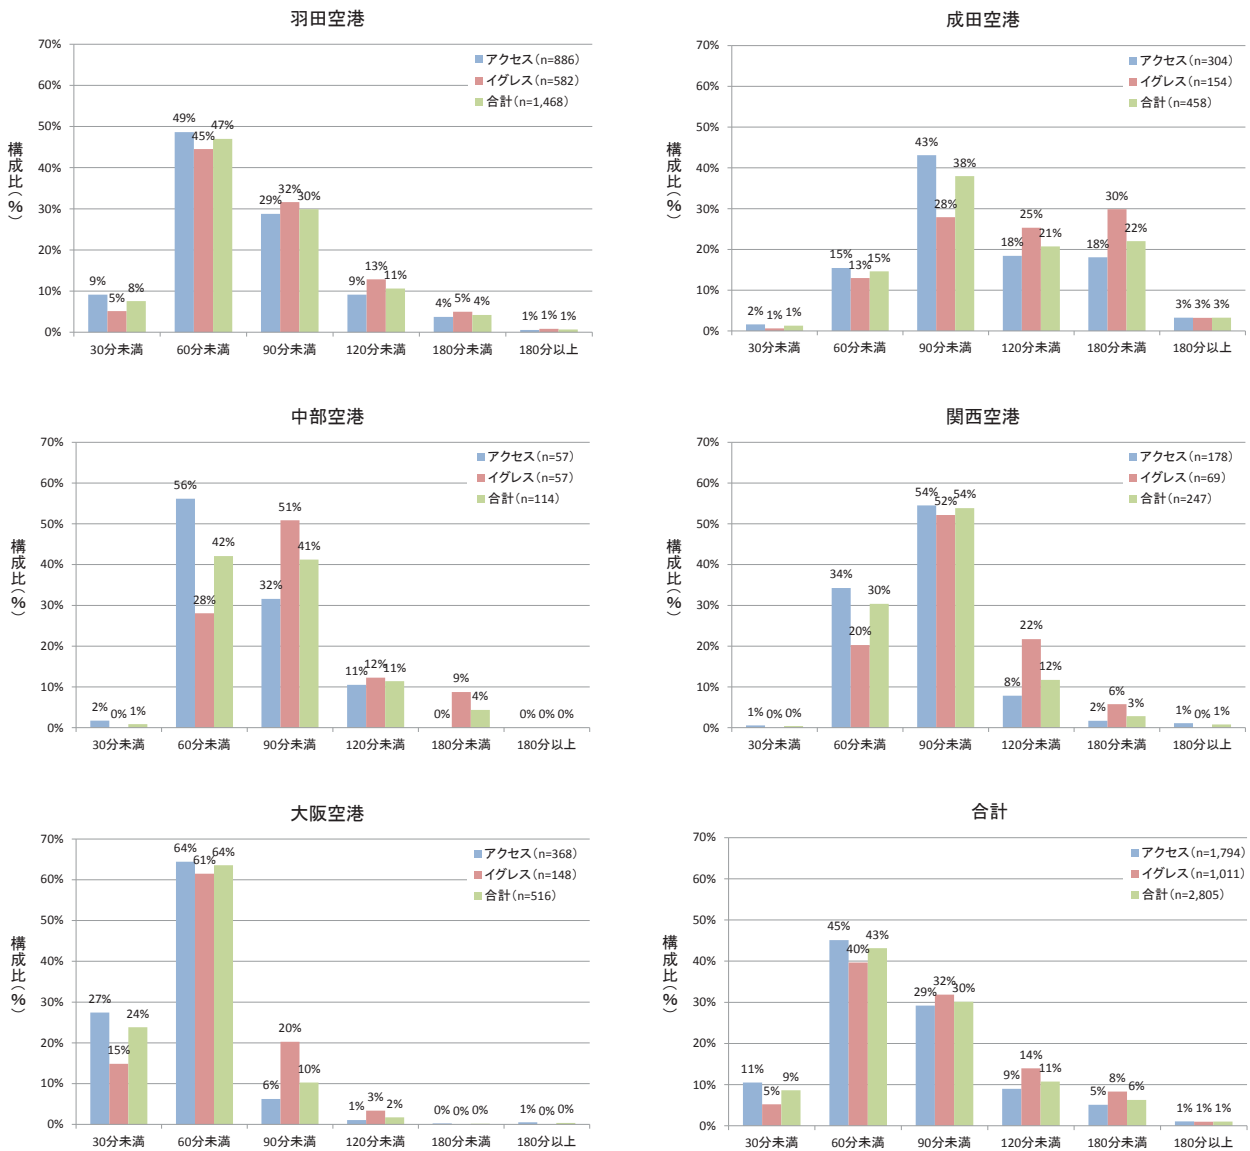 羽田空港
70%
60%
50%
40%
30%
20%
10%
0%
構成比(%)
アクセス(n=886)
イグレス(n=582)
合計(n=1,468)
9% 5% 8%
49% 45% 47%
29% 32% 30%
9% 13% 11%
4% 5% 4%
1% 1% 1%
30分未満 60分未満 90分未満 120分未満 180分未満 180分以上
成田空港
70%
60%
50%
40%
30%
20%
10%
0%
構成比(%)
アクセス(n=304)
イグレス(n=154)
合計(n=458)
2% 1% 1%
15% 13% 15%
43% 28% 38%
18% 25% 21%
18% 30% 22%
3% 3% 3%
30分未満 60分未満 90分未満 120分未満 180分未満 180分以上
中部空港
70%
60%
50%
40%
30%
20%
10%
0%
構成比(%)
アクセス(n=57)
イグレス(n=57)
合計(n=114)
2% 0% 1%
56% 28% 42%
32% 51% 41%
11% 12% 11%
0% 9% 4%
0% 0% 0%
30分未満 60分未満 90分未満 120分未満 180分未満 180分以上
関西空港
70%
60%
50%
40%
30%
20%
10%
0%
構成比(%)
アクセス(n=178)
イグレス(n=69)
合計(n=247)
1% 0% 0%
34% 20% 30%
54% 52% 54%
8% 22% 12%
2% 6% 3%
1% 0% 1%
30分未満 60分未満 90分未満 120分未満 180分未満 180分以上
大阪空港
70%
60%
50%
40%
30%
20%
10%
0%
構成比(%)
アクセス(n=368)
イグレス(n=148)
合計(n=516)
27% 15% 24%
64% 61% 64%
6% 20% 10%
1% 3% 2%
0% 0% 0%
1% 0% 0%
30分未満 60分未満 90分未満 120分未満 180分未満 180分以上
合計
70%
60%
50%
40%
30%
20%
10%
0%
構成比(%)
アクセス(n=1,794)
イグレス(n=1,011)
合計(n=2,805)
11% 5% 9%
45% 40% 43%
29% 32% 30%
9% 14% 11%
5% 8% 6%
1% 1% 1%
30分未満 60分未満 90分未満 120分未満 180分未満 180分以上